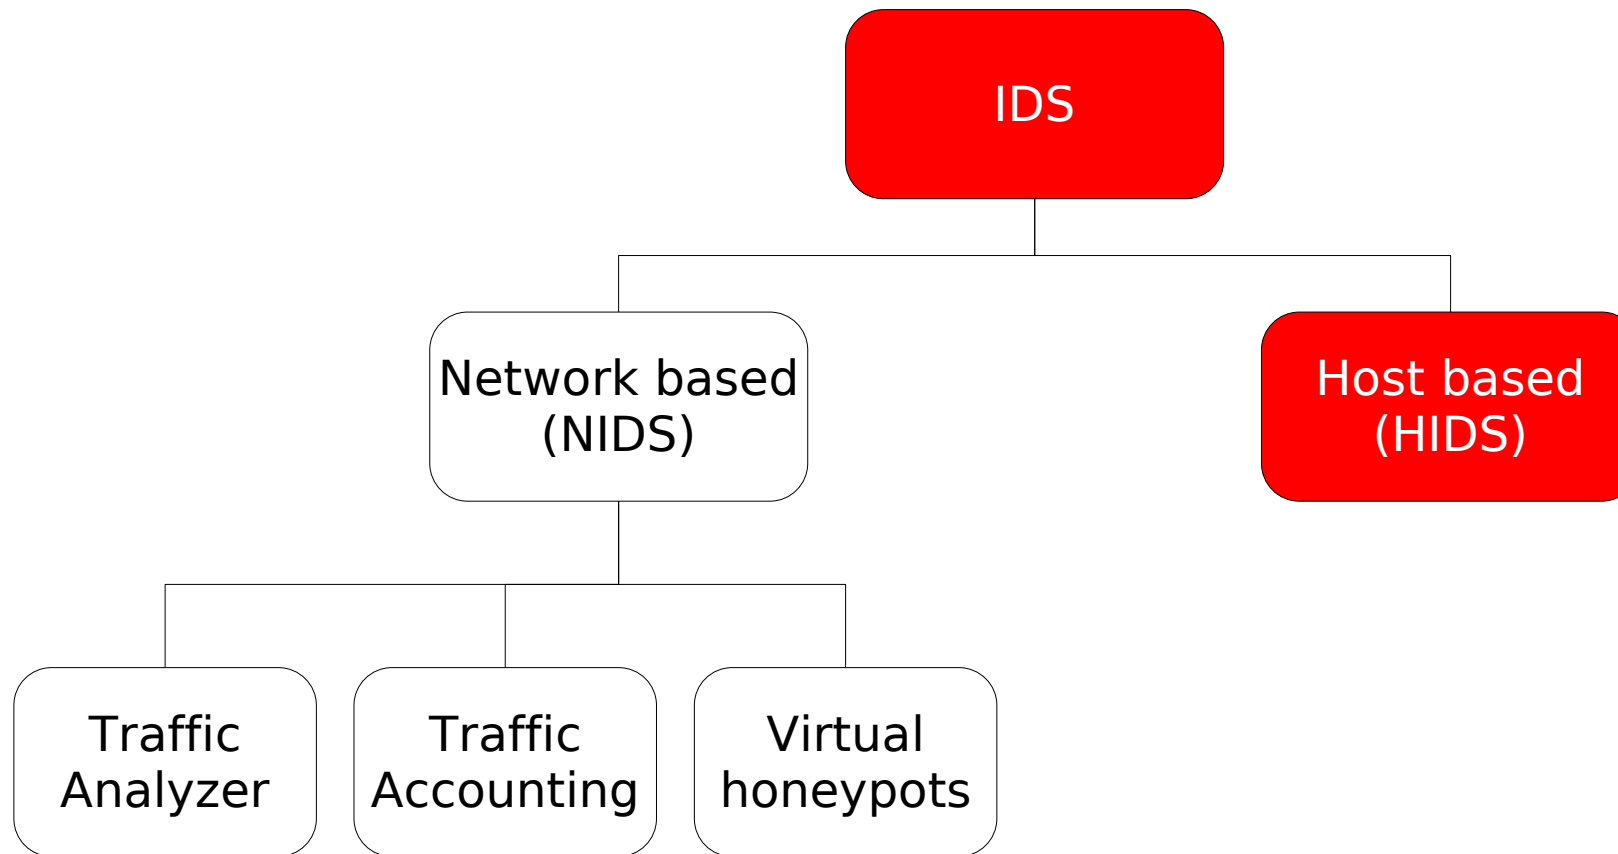 IDS
Network based
(NIDS)
Host based
(HIDS)
Traffic
Analyzer
Traffic
Accounting
Virtual
honeypots